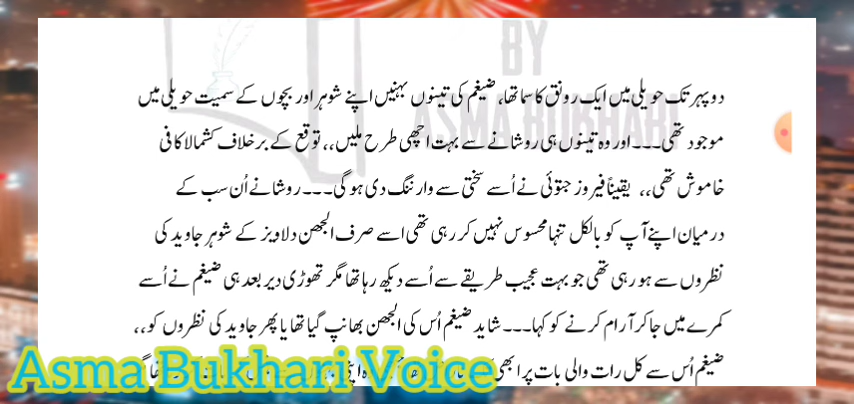 BY
ASMA BUKHARI
دوپہر تک حویلی میں ایک رونق کا سما تھا، ضیغم کی تینوں بہنیں اپنے شوہر اور بچوں کے سمیت حویلی میں
موجود تھی۔۔۔ اور وہ تینوں ہی روشانے سے بہت اچھی طرح ملیں،، توقع کے برخلاف کشمالا کافی
خاموش تھی،، یقیناً فیروز جتوئی نے اُسے سختی سے وارننگ دی ہوگی۔۔۔ روشانے اُن سب کے
درمیان اپنے آپ کو بالکل تنہا محسوس نہیں کر رہی تھی اسے صرف الجھن دلاویز کے شوہر جاوید کی
نظروں سے ہو رہی تھی جو بہت عجیب طریقے سے اُسے دیکھ رہا تھا مگر تھوڑی دیر بعد ہی ضیغم نے اُسے
کمرے میں جاکر آرام کرنے کو کہا۔۔۔ شاید ضیغم اُس کی الجھن بھانپ گیا تھا یا پھر جاوید کی نظروں کو،،
ضیغم اُس سے کل رات والی بات پر ابھی
Asma Bukhari Voice